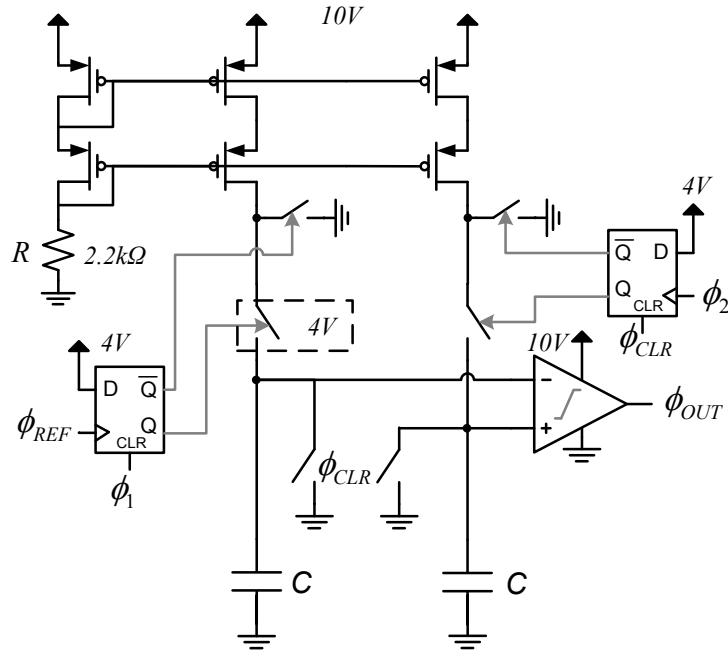 10V
R 2.2kΩ
4V
Q̅ D
Q
CLR
ϕ2
ϕCLR
4V
4V
D Q̅
Q
CLR
ϕREF
ϕ1
10V
−
+
ϕOUT
ϕCLR
C
C